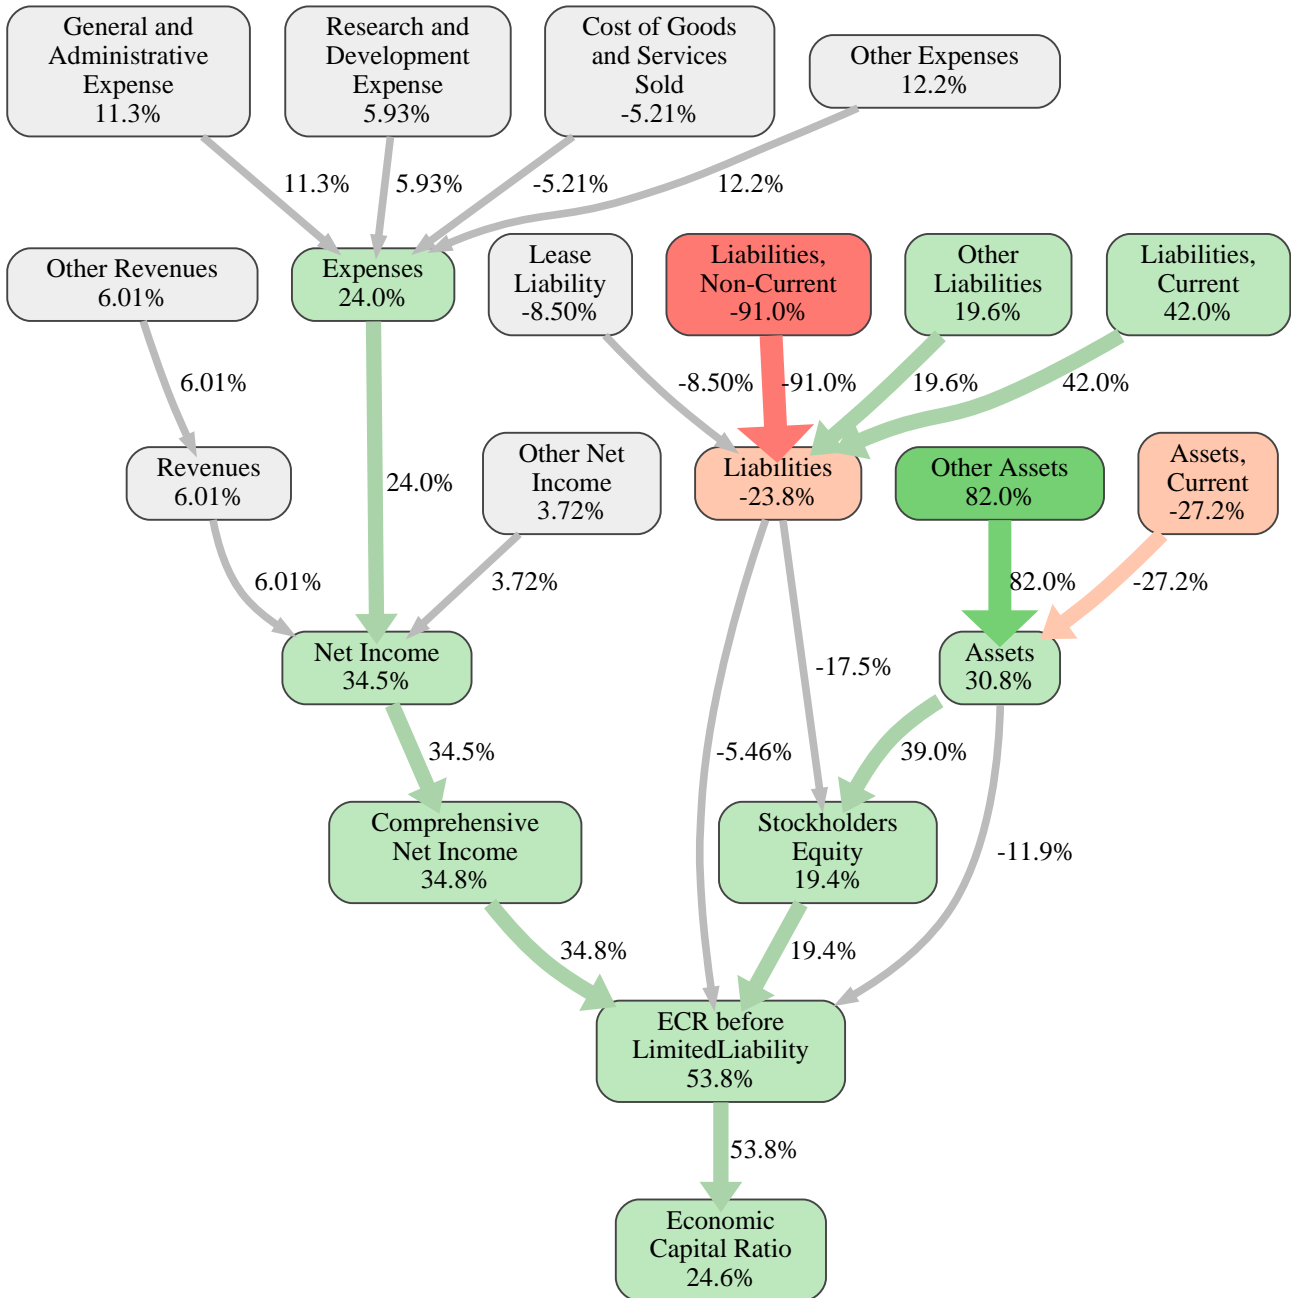 General and
Administrative
Expense
11.3%
Research and
Development
Expense
5.93%
Cost of Goods
and Services
Sold
-5.21%
Other Expenses
12.2%
11.3%
5.93%
-5.21%
12.2%
Other Revenues
6.01%
Expenses
24.0%
Lease
Liability
-8.50%
Liabilities,
Non-Current
-91.0%
Other
Liabilities
19.6%
Liabilities,
Current
42.0%
6.01%
-8.50%
-91.0%
19.6%
42.0%
Revenues
6.01%
24.0%
Other Net
Income
3.72%
Liabilities
-23.8%
Other Assets
82.0%
Assets,
Current
-27.2%
6.01%
3.72%
82.0%
-27.2%
Net Income
34.5%
-17.5%
Assets
30.8%
34.5%
-5.46%
39.0%
-11.9%
Comprehensive
Net Income
34.8%
Stockholders
Equity
19.4%
34.8%
19.4%
ECR before
LimitedLiability
53.8%
53.8%
Economic
Capital Ratio
24.6%